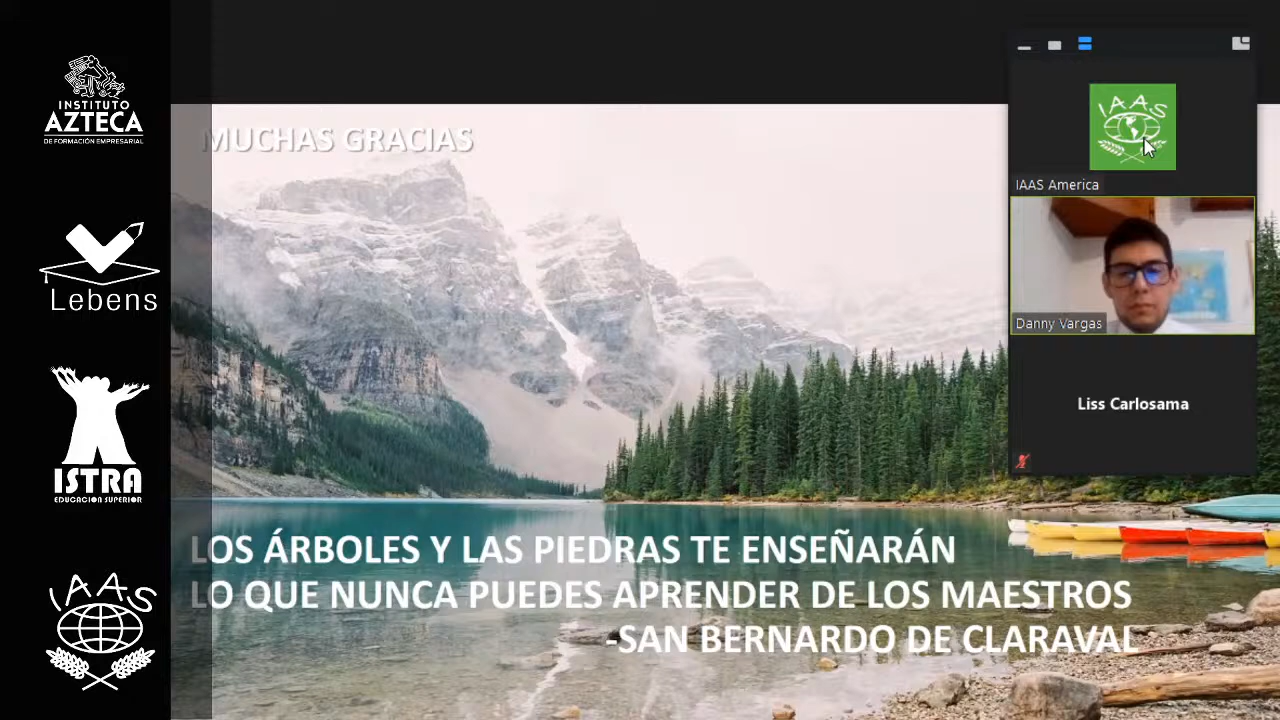 INSTITUTO
AZTECA
DE FORMACIÓN EMPRESARIAL
Lebens
ISTRA
EDUCACION SUPERIOR
IAAS
MUCHAS GRACIAS
LOS ÁRBOLES Y LAS PIEDRAS TE ENSEÑARÁN
LO QUE NUNCA PUEDES APRENDER DE LOS MAESTROS
-SAN BERNARDO DE CLARAVAL
IAAS
IAAS America
Danny Vargas
Liss Carlosama